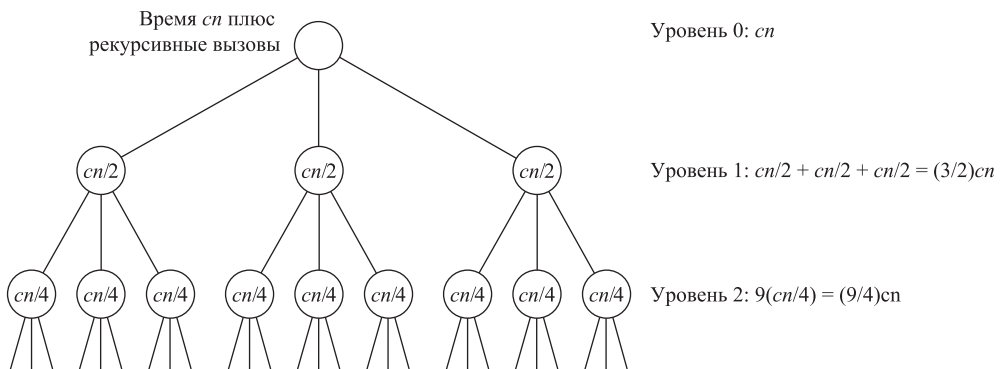 Время cn плюс
рекурсивные вызовы
Уровень 0: cn
cn/2
cn/2
cn/2
Уровень 1: cn/2 + cn/2 + cn/2 = (3/2)cn
cn/4
cn/4
cn/4
cn/4
cn/4
cn/4
cn/4
cn/4
cn/4
Уровень 2: 9(cn/4) = (9/4)cn